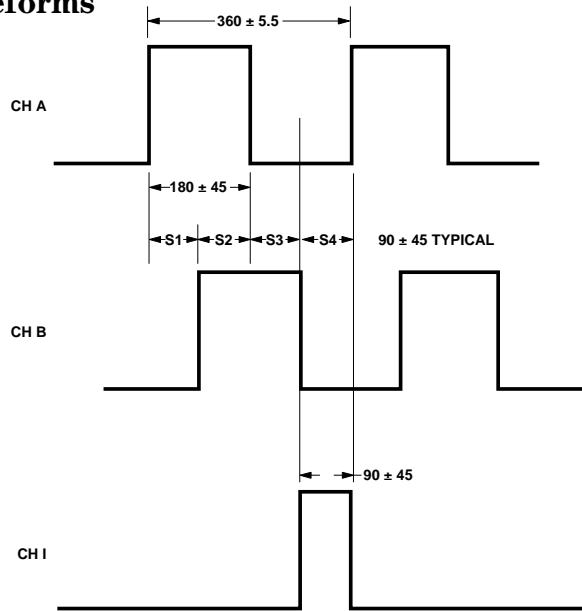 eforms
360 ± 5.5
CH A
180 ± 45
S1 S2 S3 S4 90 ± 45 TYPICAL
CH B
90 ± 45
CH I